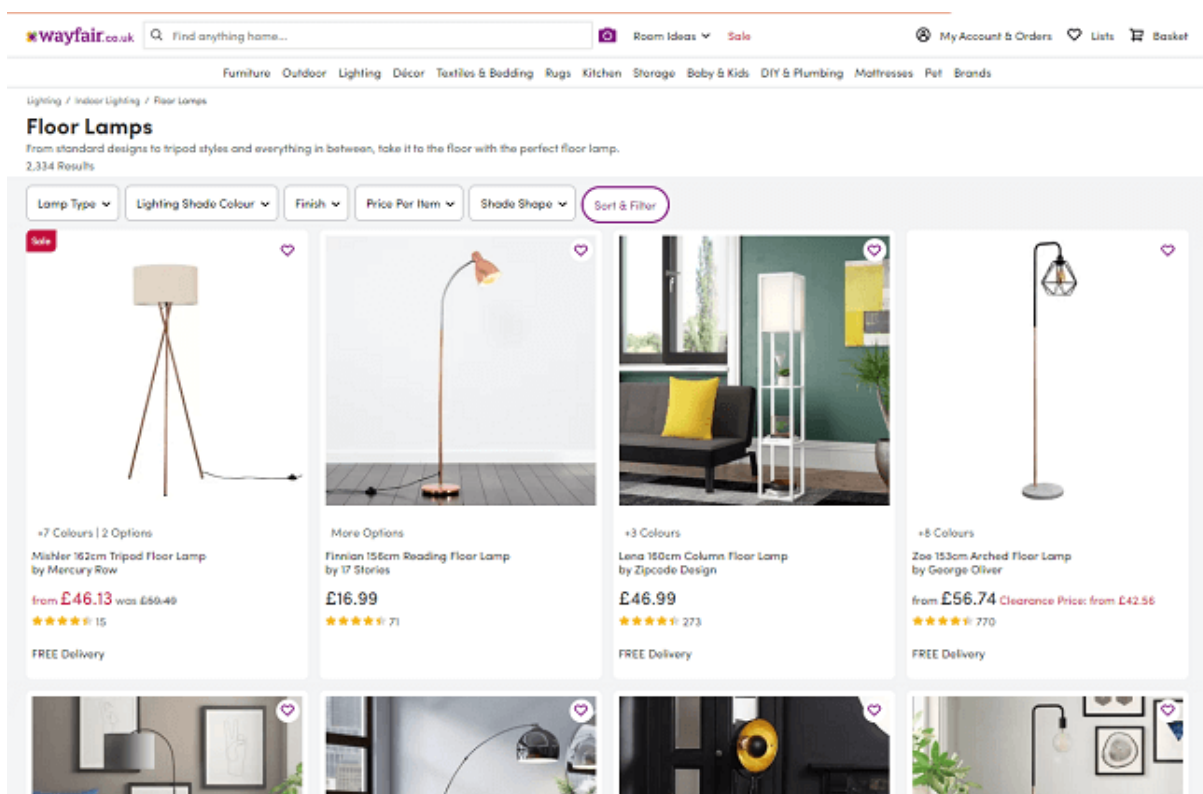 wayfair.co.uk
Find anything home...
Room Ideas
Sale
My Account & Orders
Lists
Basket
Furniture Outdoor Lighting Décor Textiles & Bedding Rugs Kitchen Storage Baby & Kids DIY & Plumbing Mattresses Pet Brands
Lighting / Indoor Lighting / Floor Lamps
Floor Lamps
From standard designs to tripod styles and everything in between, take it to the floor with the perfect floor lamp.
2,334 Results
Lamp Type
Lighting Shade Colour
Finish
Price Per Item
Shade Shape
Sort & Filter
Sale
+7 Colours | 2 Options
Mishler 162cm Tripod Floor Lamp
by Mercury Row
from £46.13 was £59.49
15
FREE Delivery
More Options
Finnian 156cm Reading Floor Lamp
by 17 Stories
£16.99
71
+3 Colours
Lena 160cm Column Floor Lamp
by Zipcode Design
£46.99
273
FREE Delivery
+8 Colours
Zoe 153cm Arched Floor Lamp
by George Oliver
from £56.74 Clearance Price: from £42.56
770
FREE Delivery